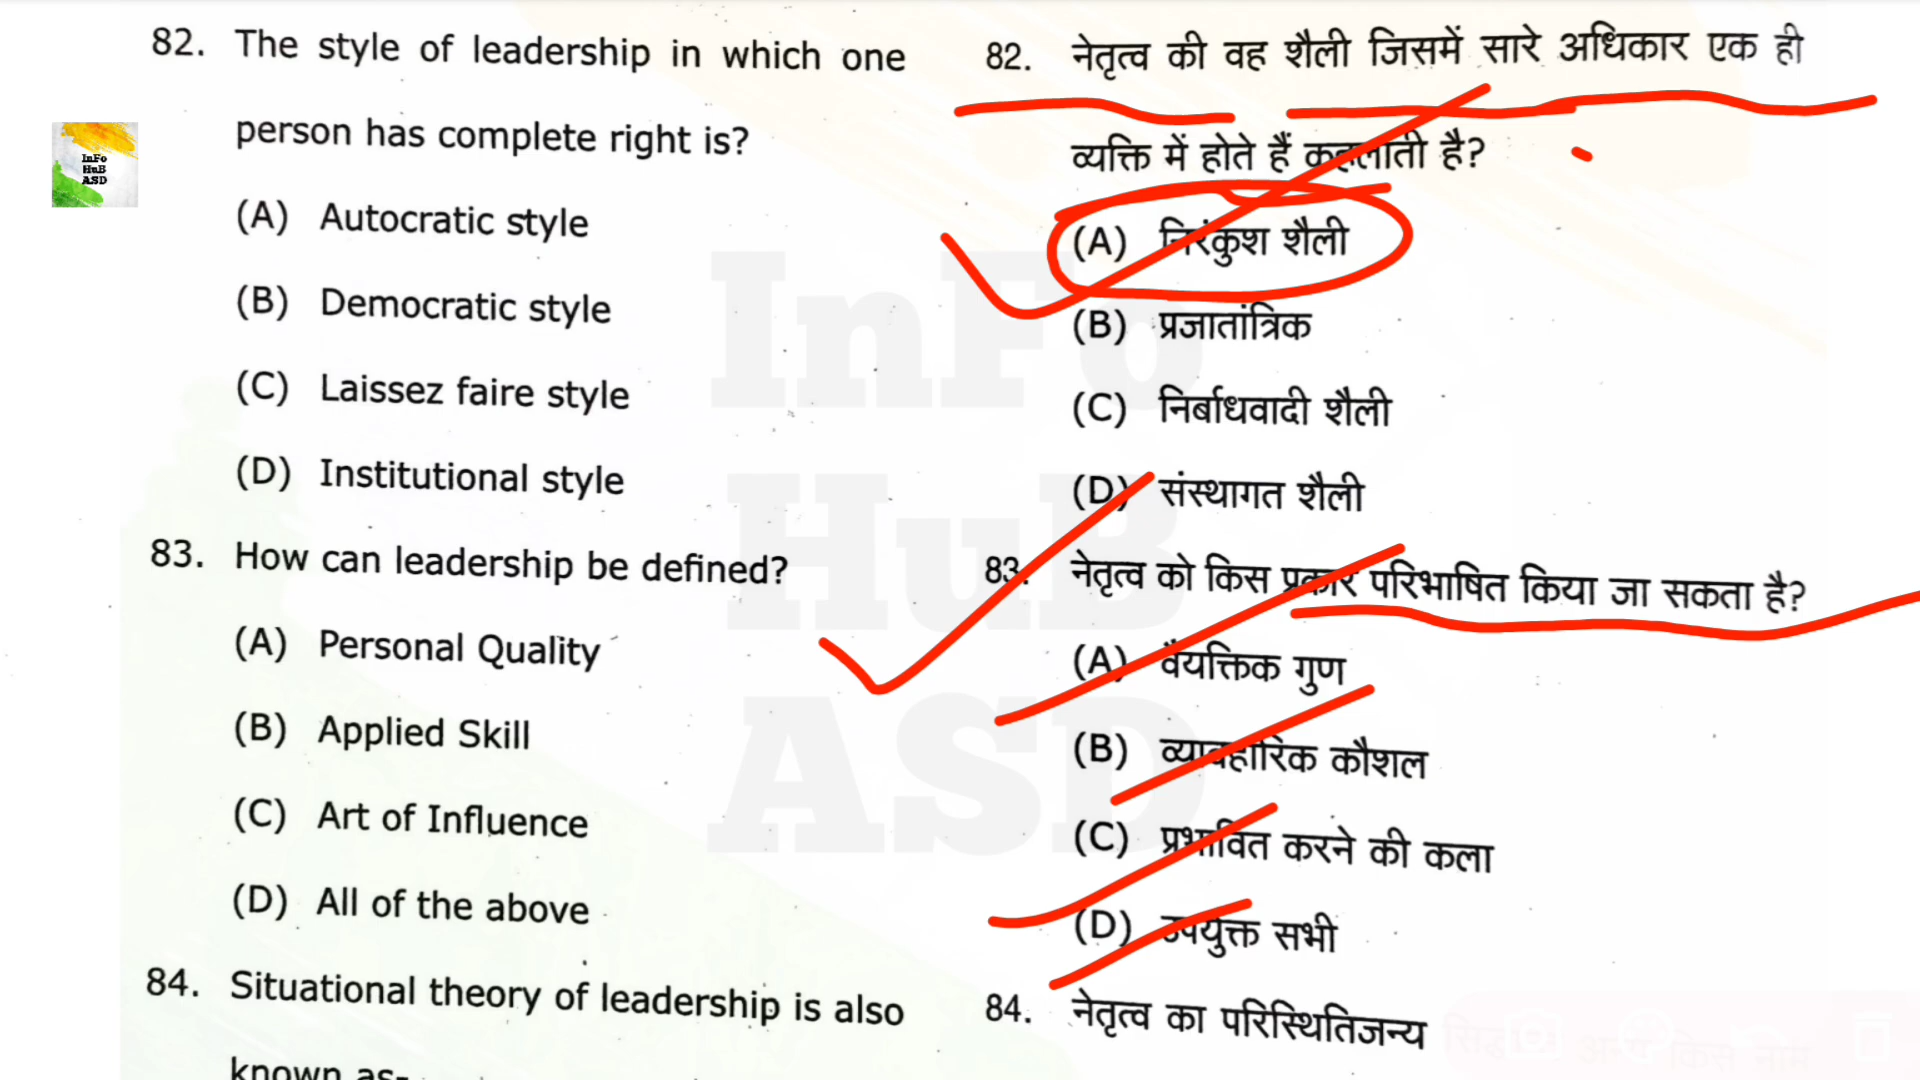 82. The style of leadership in which one
person has complete right is?
(A) Autocratic style
(B) Democratic style
(C) Laissez faire style
(D) Institutional style
83. How can leadership be defined?
(A) Personal Quality
(B) Applied Skill
(C) Art of Influence
(D) All of the above
84. Situational theory of leadership is also
known as-
82. नेतृत्व की वह शैली जिसमें सारे अधिकार एक ही
व्यक्ति में होते हैं कहलाती है?
(A) निरंकुश शैली
(B) प्रजातांत्रिक
(C) निर्बाधवादी शैली
(D) संस्थागत शैली
83. नेतृत्व को किस प्रकार परिभाषित किया जा सकता है?
(A) वैयक्तिक गुण
(B) व्यावहारिक कौशल
(C) प्रभावित करने की कला
(D) उपर्युक्त सभी
84. नेतृत्व का परिस्थितिजन्य किस नाम
InFo
HuB
ASD
InFo
HuB
ASD